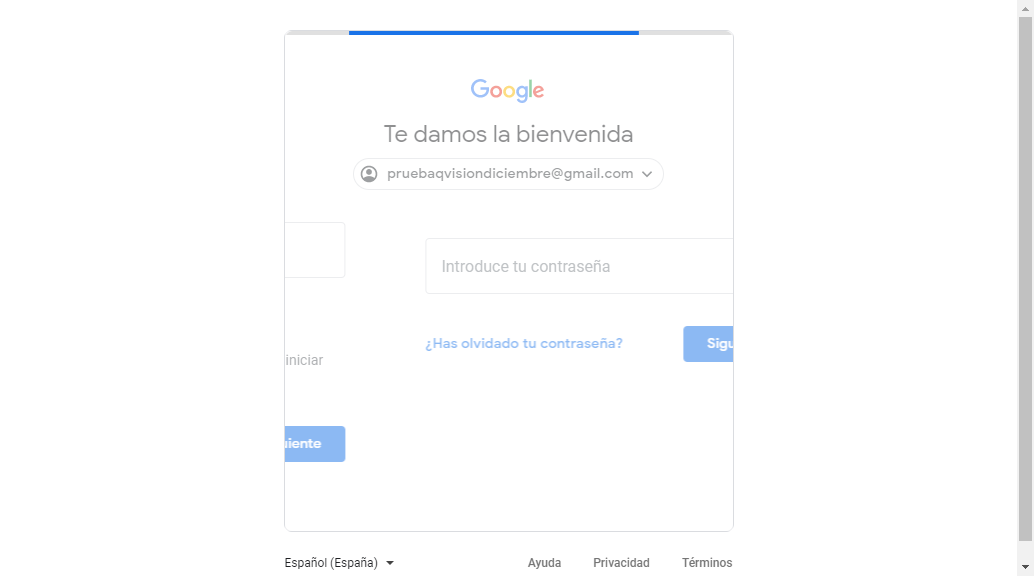 Google
Te damos la bienvenida
pruebaqvisiondiciembre@gmail.com
Introduce tu contraseña
¿Has olvidado tu contraseña?
Sigu
iniciar
uiente
Español (España)
Ayuda
Privacidad
Términos